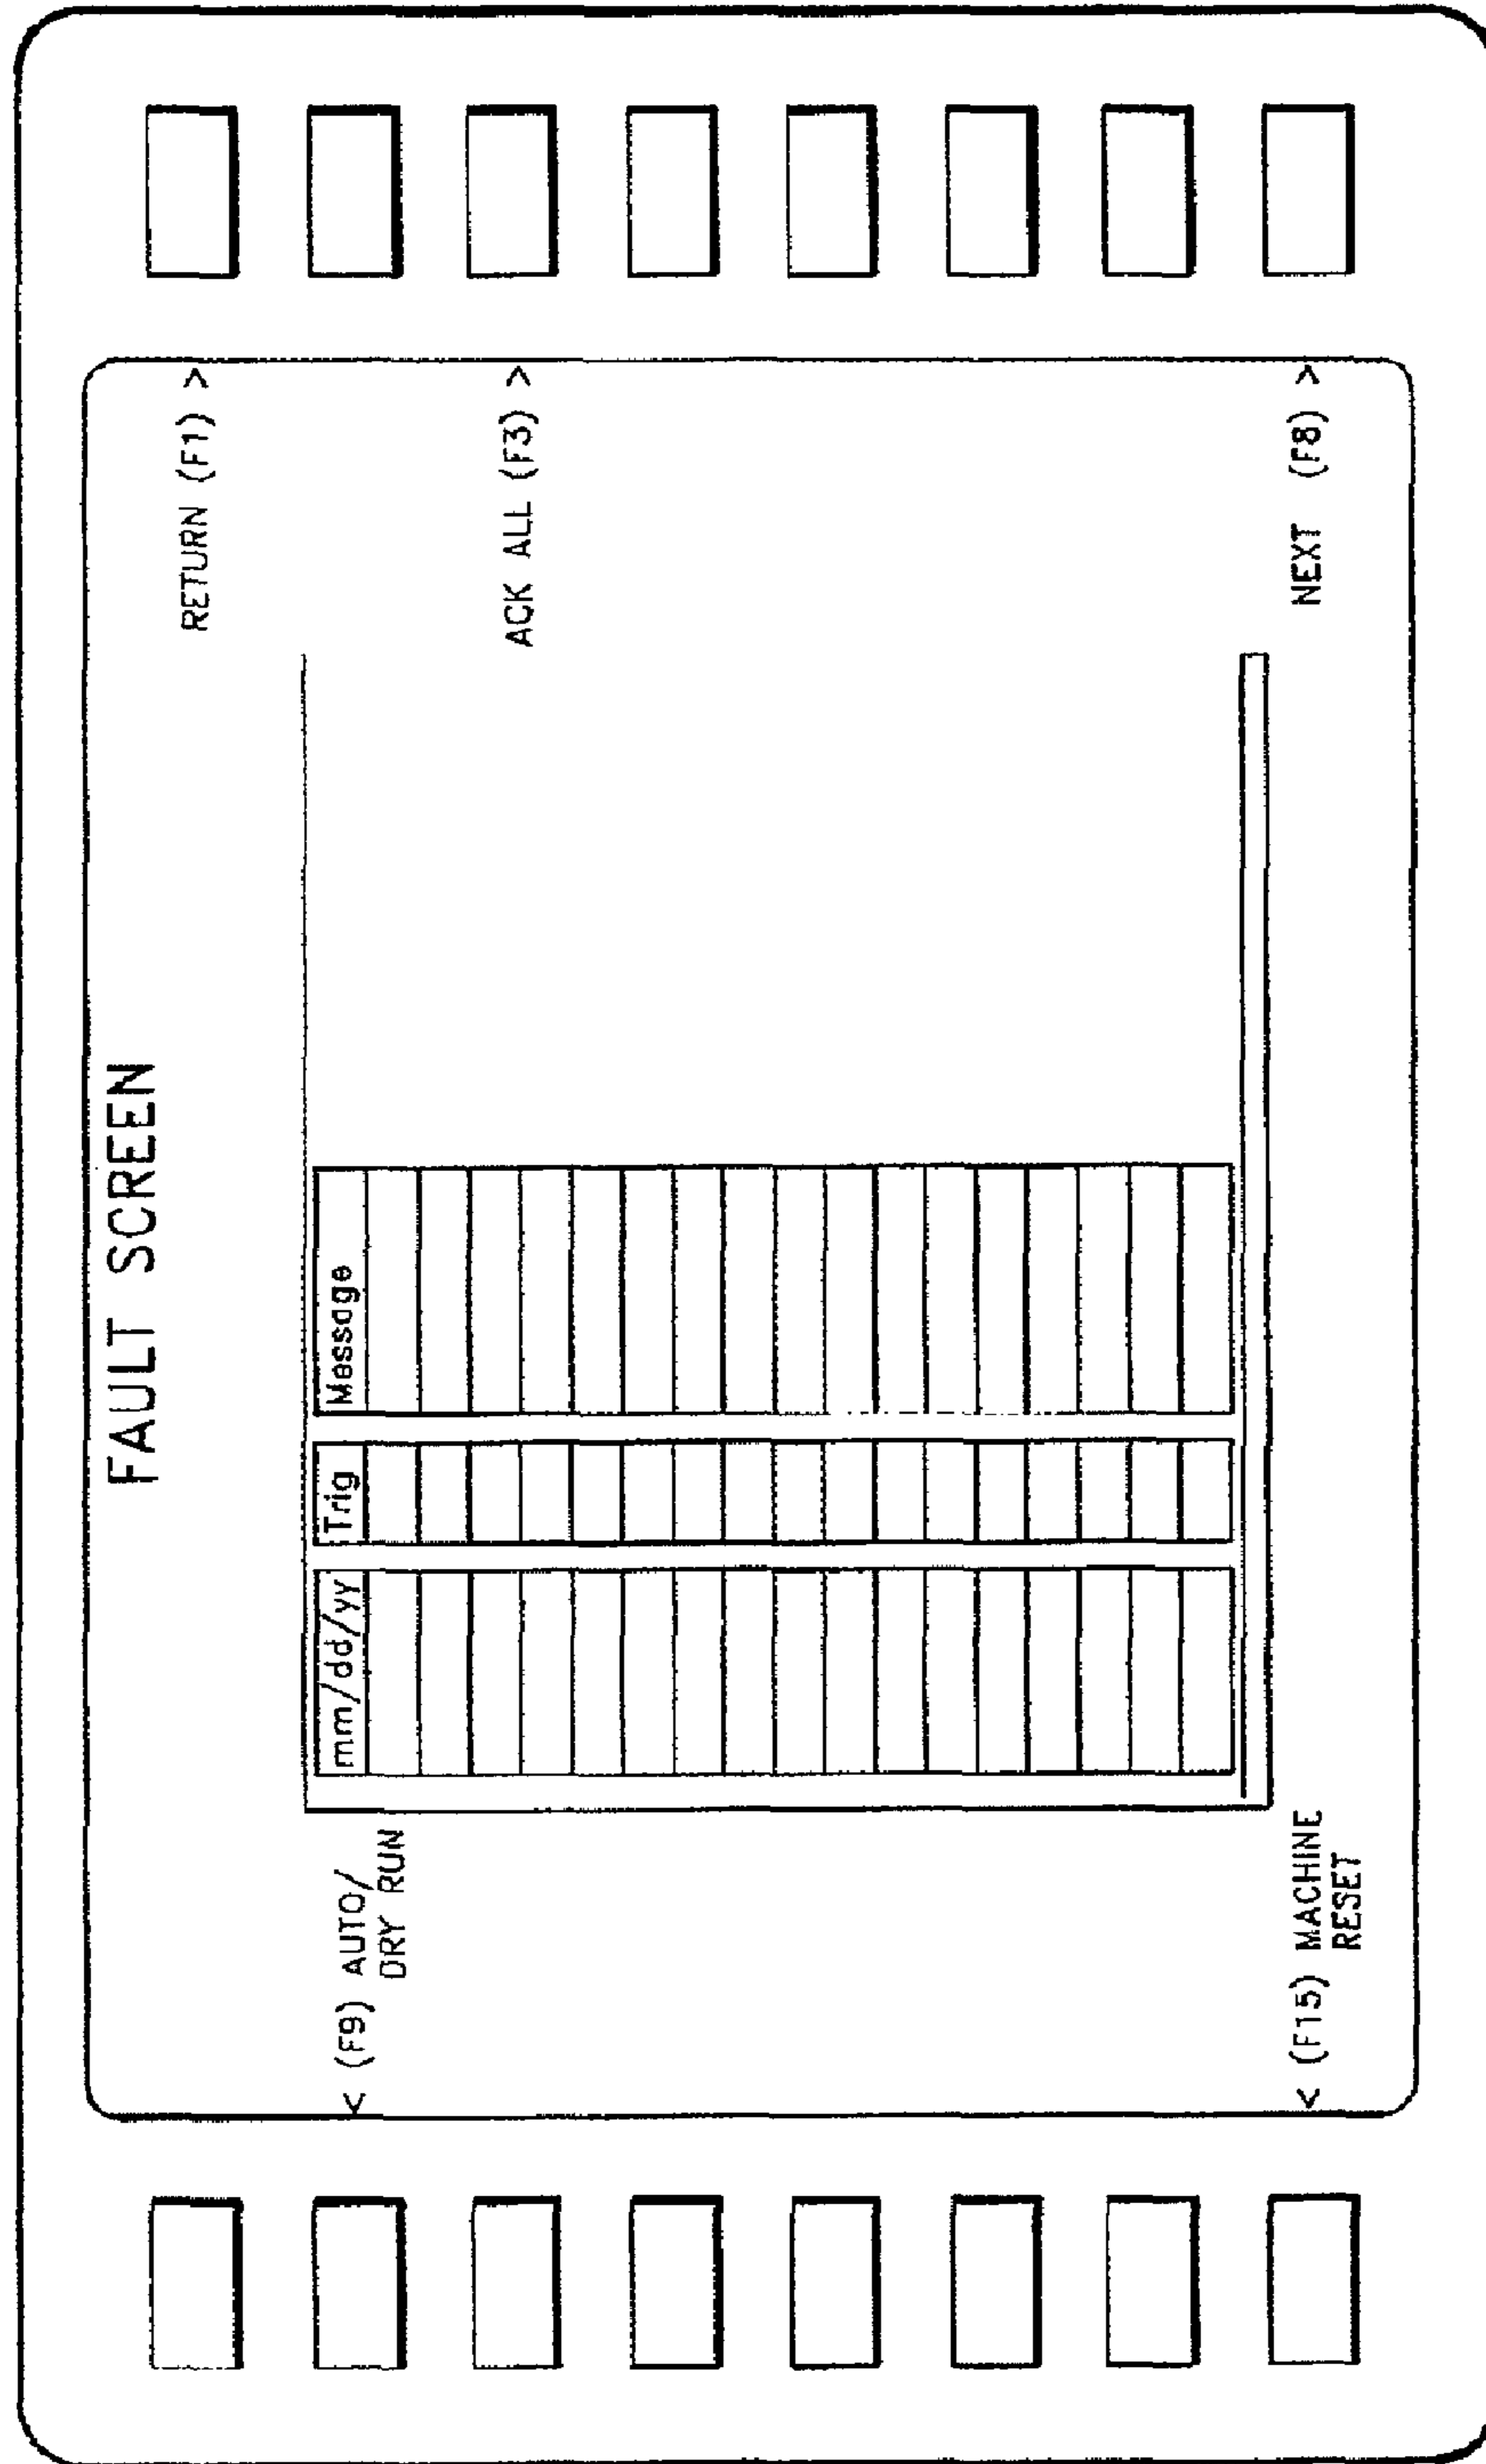 FAULT SCREEN
RETURN (F1) >
< (F9) AUTO/
DRY RUN
mm/dd/yy
Trig
Message
ACK ALL (F3) >
< (F15) MACHINE
RESET
NEXT (F8) >